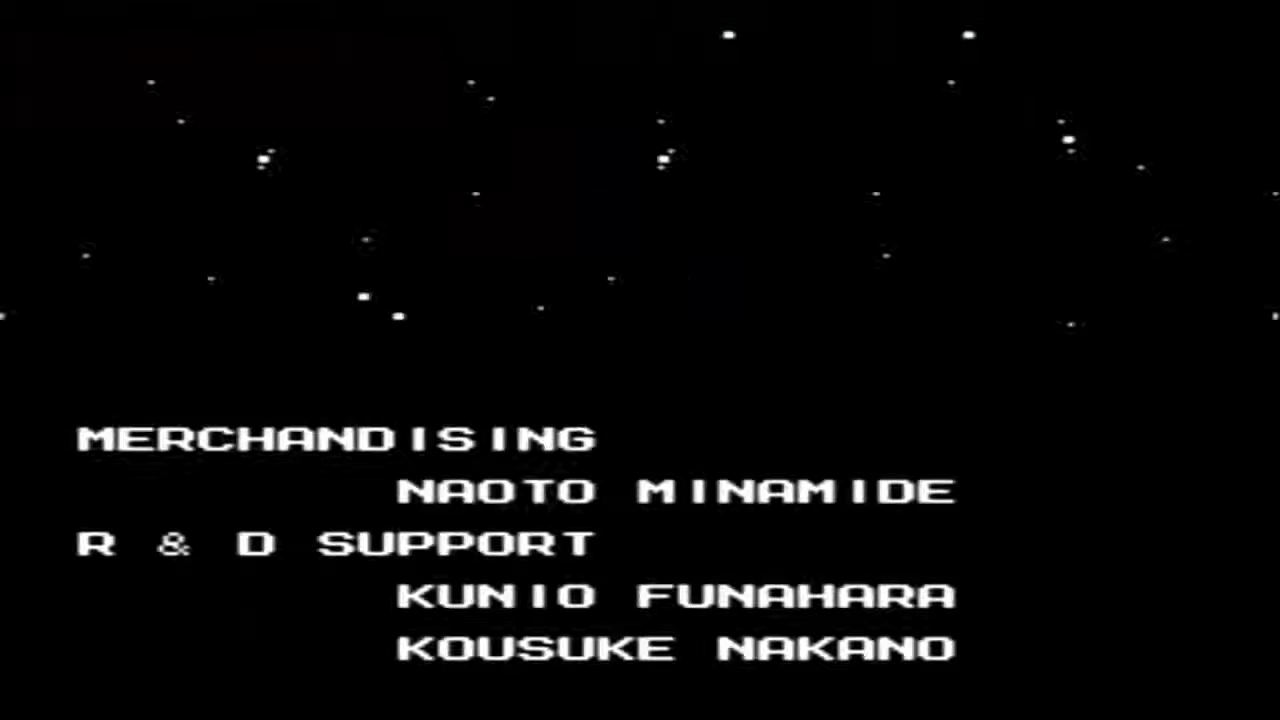 MERCHANDISING
NAOTO MINAMIDE
R & D SUPPORT
KUNIO FUNAHARA
KOUSUKE NAKANO